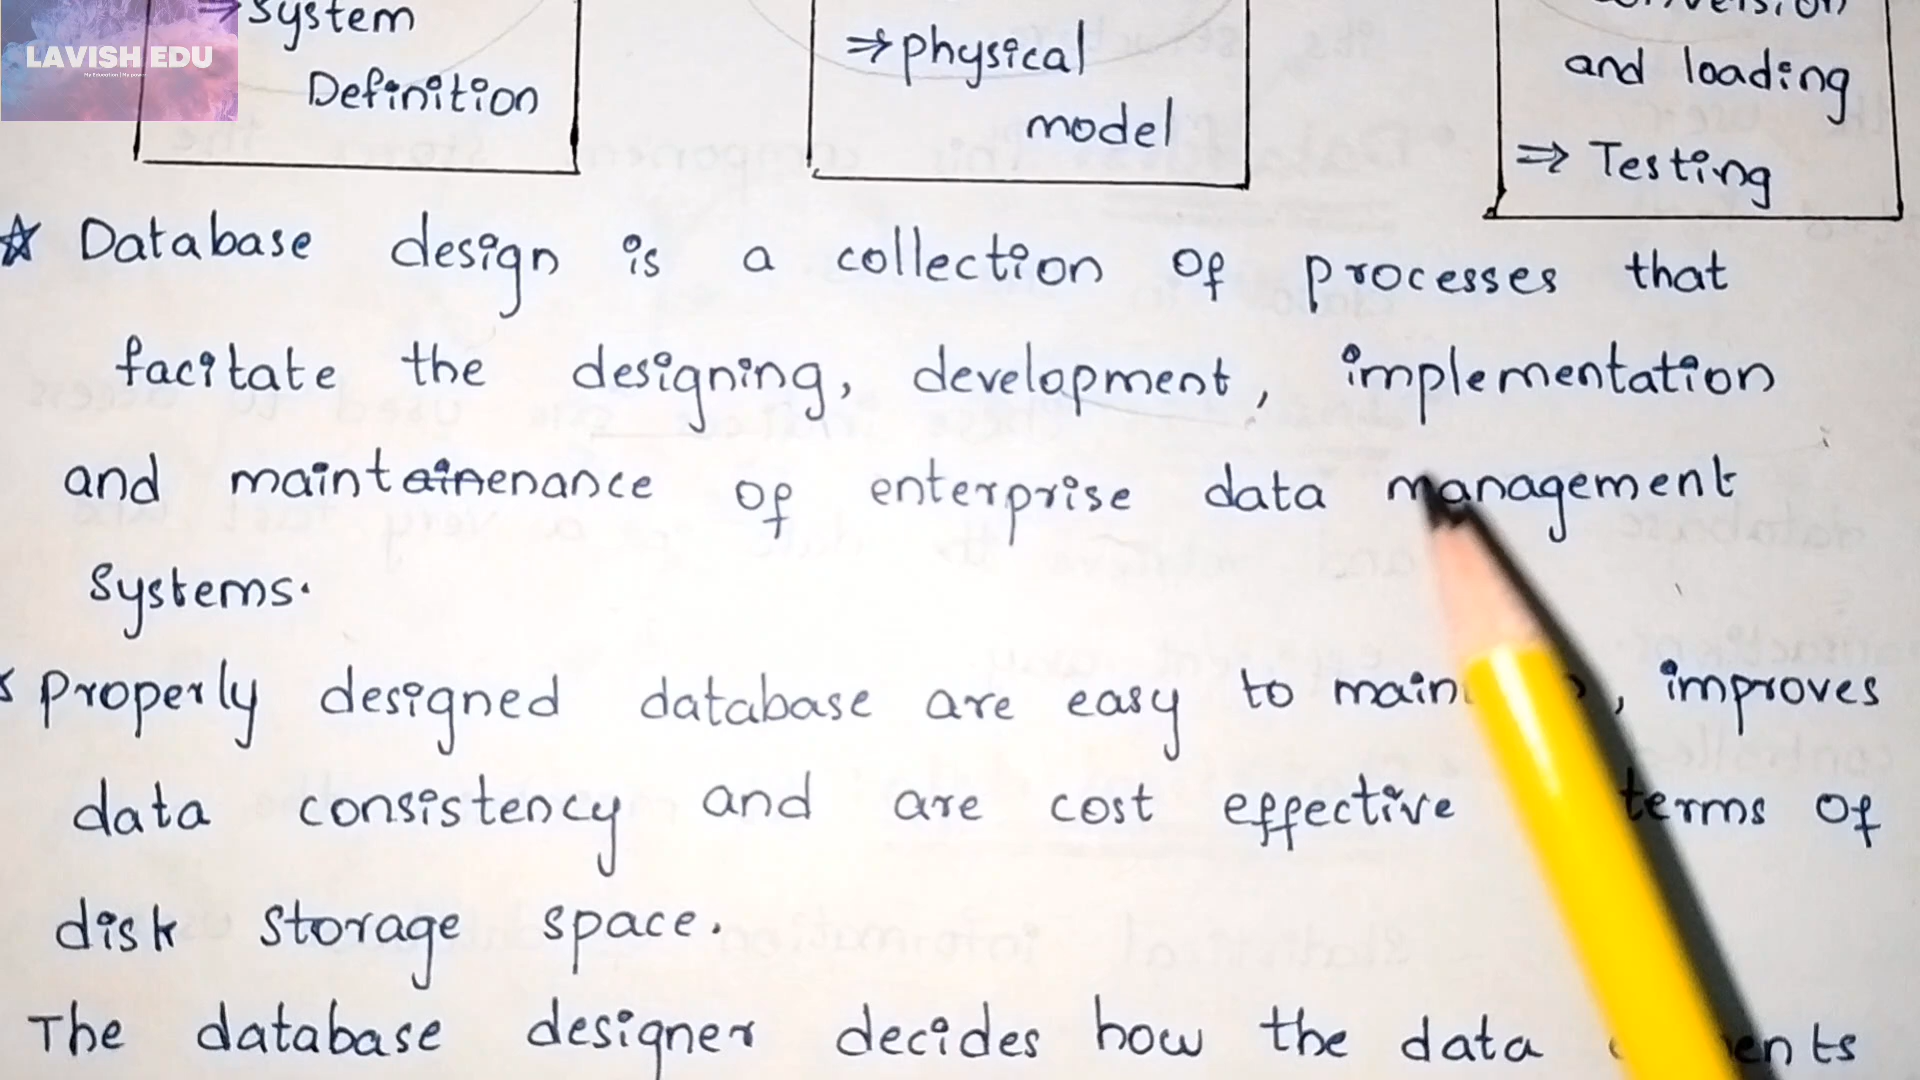 LAVISH EDU
⇒ System
Definition
⇒ physical
model
and loading
⇒ Testing
☆ Database design is a collection of processes that
facitate the designing, development, implementation
and maintainenance of enterprise data management
Systems.
Properly designed database are easy to , improves
data consistency and are cost effective terms of
disk storage space.
The database designer decides how the data